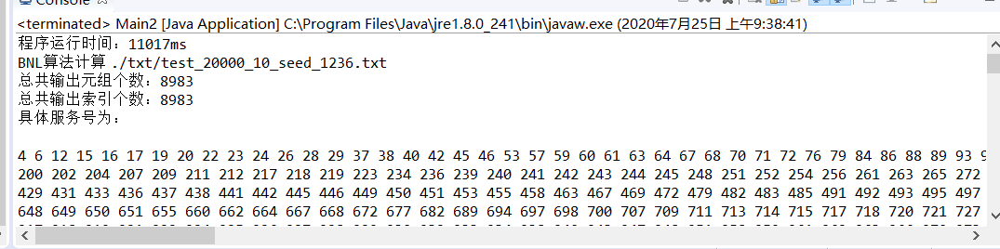 Console
<terminated> Main2 [Java Application] C:\Program Files\Java\jre1.8.0_241\bin\javaw.exe (2020年7月25日 上午9:38:41)
程序运行时间：11017ms
BNL算法计算 ./txt/test_20000_10_seed_1236.txt
总共输出元组个数：8983
总共输出索引个数：8983
具体服务号为：
4 6 12 15 16 17 19 20 22 23 24 26 28 29 37 38 40 42 45 46 53 57 59 60 61 63 64 67 68 70 71 72 76 79 84 86 88 89 93
200 202 204 207 209 211 212 217 218 219 223 234 236 239 240 241 242 243 244 245 248 251 252 254 256 261 263 265 272
429 431 433 436 437 438 441 442 445 446 449 450 451 453 455 458 463 467 469 472 479 482 483 485 491 492 493 495 497
648 649 650 651 655 660 662 664 667 668 672 677 682 689 694 697 698 700 707 709 711 713 714 715 717 718 720 721 727